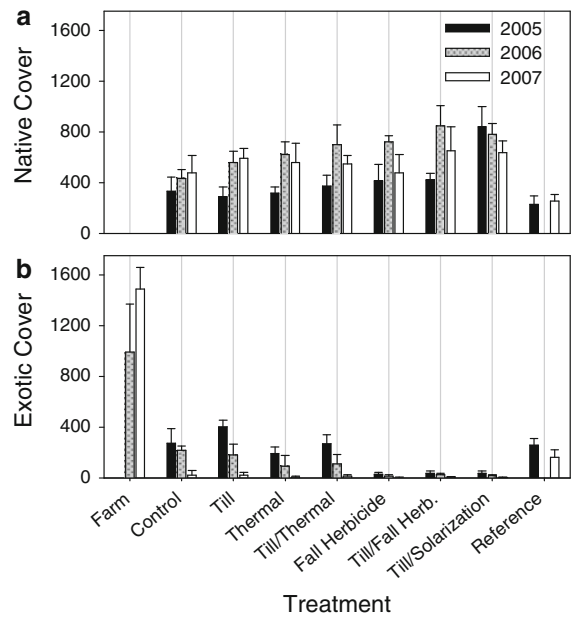 a
1600
1200
800
400
0
Native Cover
2005
2006
2007
b
1600
1200
800
400
0
Exotic Cover
Farm
Control
Till
Thermal
Till/Thermal
Fall Herbicide
Till/Fall Herb.
Till/Solarization
Reference
Treatment